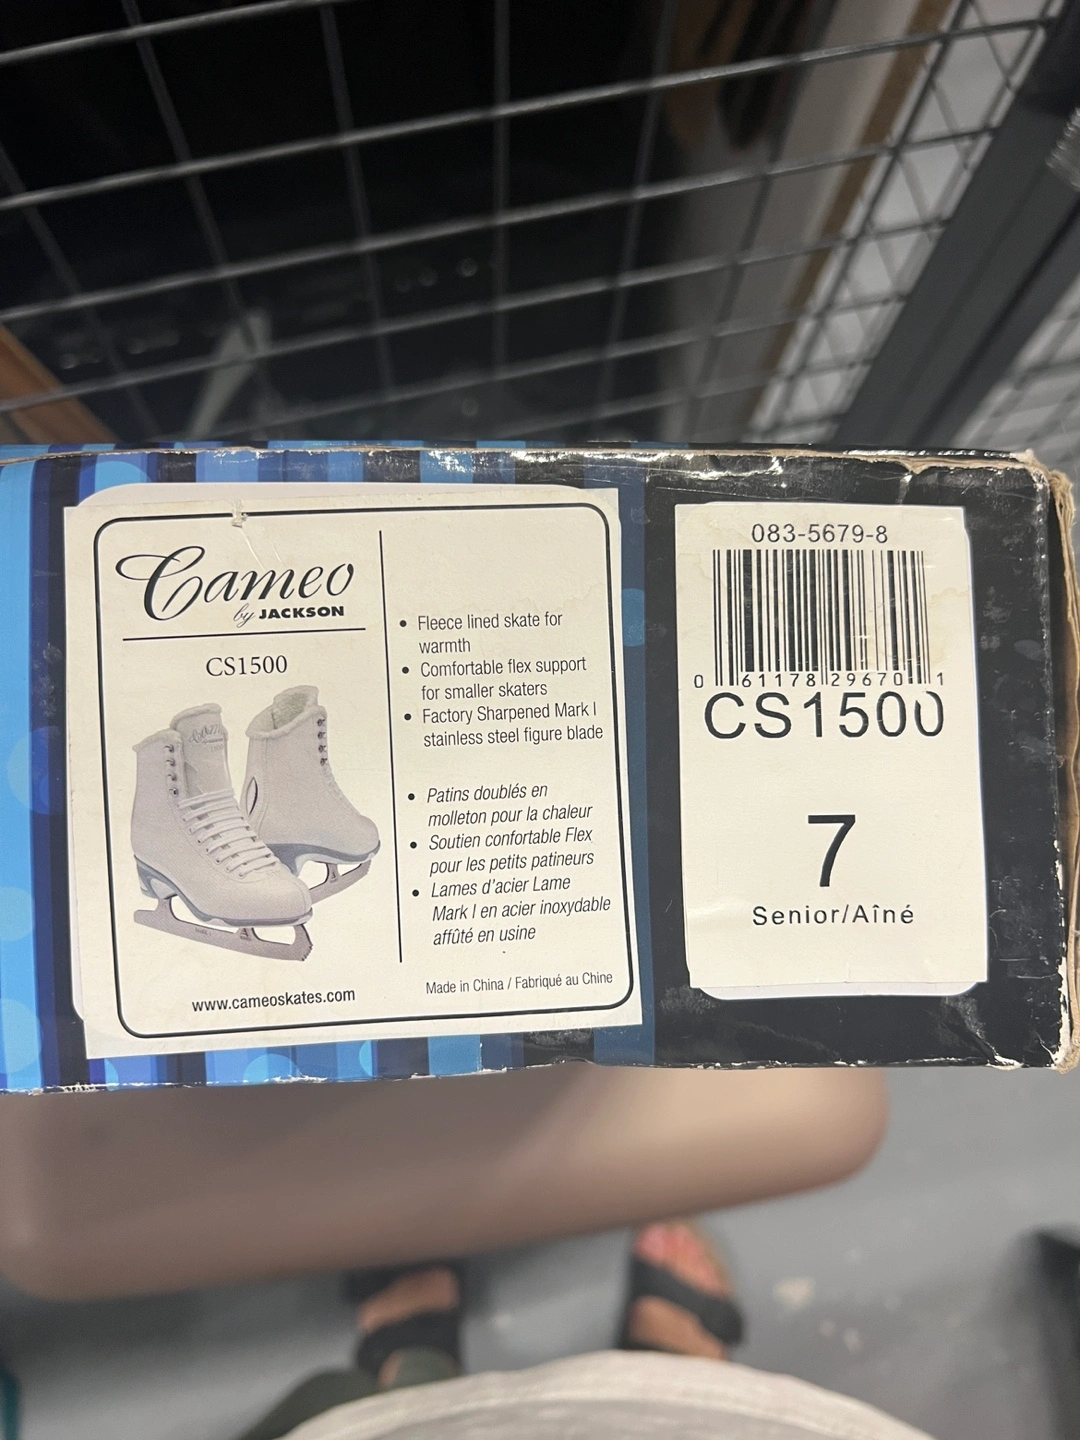 Cameo
by JACKSON
CS1500
www.cameoskates.com
• Fleece lined skate for
warmth
• Comfortable flex support
for smaller skaters
• Factory Sharpened Mark I
stainless steel figure blade
• Patins doublés en
molleton pour la chaleur
• Soutien confortable Flex
pour les petits patineurs
• Lames d'acier Lame
Mark I en acier inoxydable
affûté en usine
Made in China / Fabriqué au Chine
083-5679-8
0 61178 29670 1
CS1500
7
Senior/Aîné